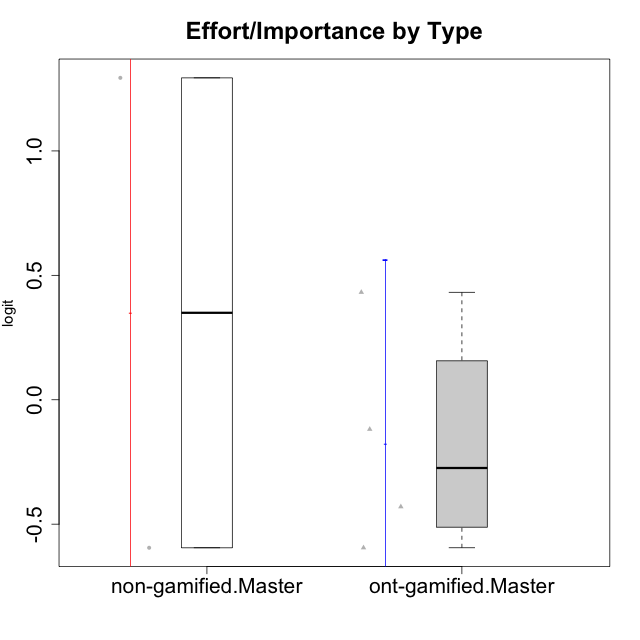 Effort/Importance by Type
logit
1.0
0.5
0.0
-0.5
non-gamified.Master
ont-gamified.Master